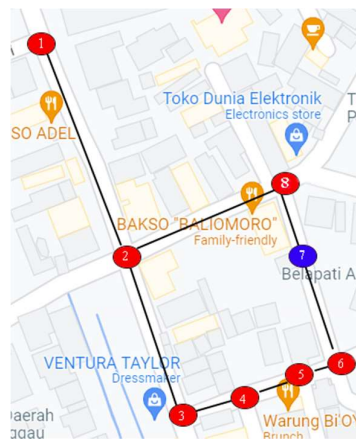 1
SO ADEL
Toko Dunia Elektronik
Electronics store
T
P
8
BAKSO "BALIOMORO"
Family-friendly
2
7
Belapati A
VENTURA TAYLOR
Dressmaker
6
5
4
3
Daerah
nggau
Warung Bi'O
Brunch